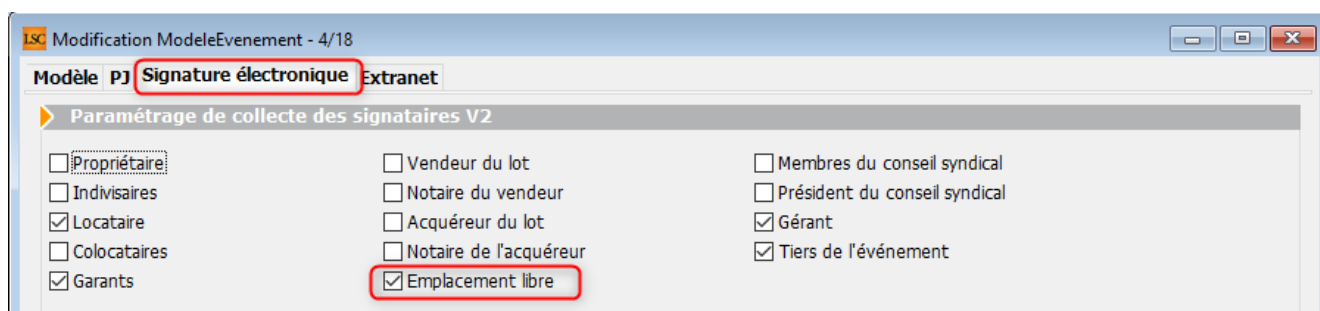 LSC Modification ModeleEvenement - 4/18
Modèle PJ Signature électronique Extranet
Paramétrage de collecte des signataires V2
Propriétaire Vendeur du lot Membres du conseil syndical
Indivisaires Notaire du vendeur Président du conseil syndical
Locataire Acquéreur du lot Gérant
Colocataires Notaire de l'acquéreur Tiers de l'événement
Garants Emplacement libre